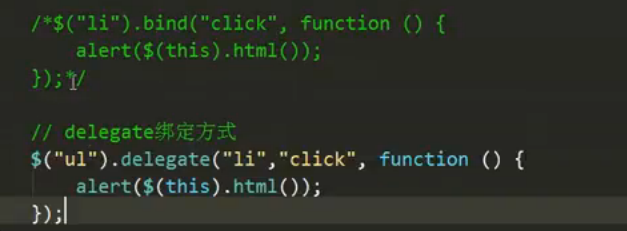 /*$("li").bind("click", function () {
    alert($(this).html());
});*/
// delegate绑定方式
$("ul").delegate("li","click", function () {
    alert($(this).html());
});